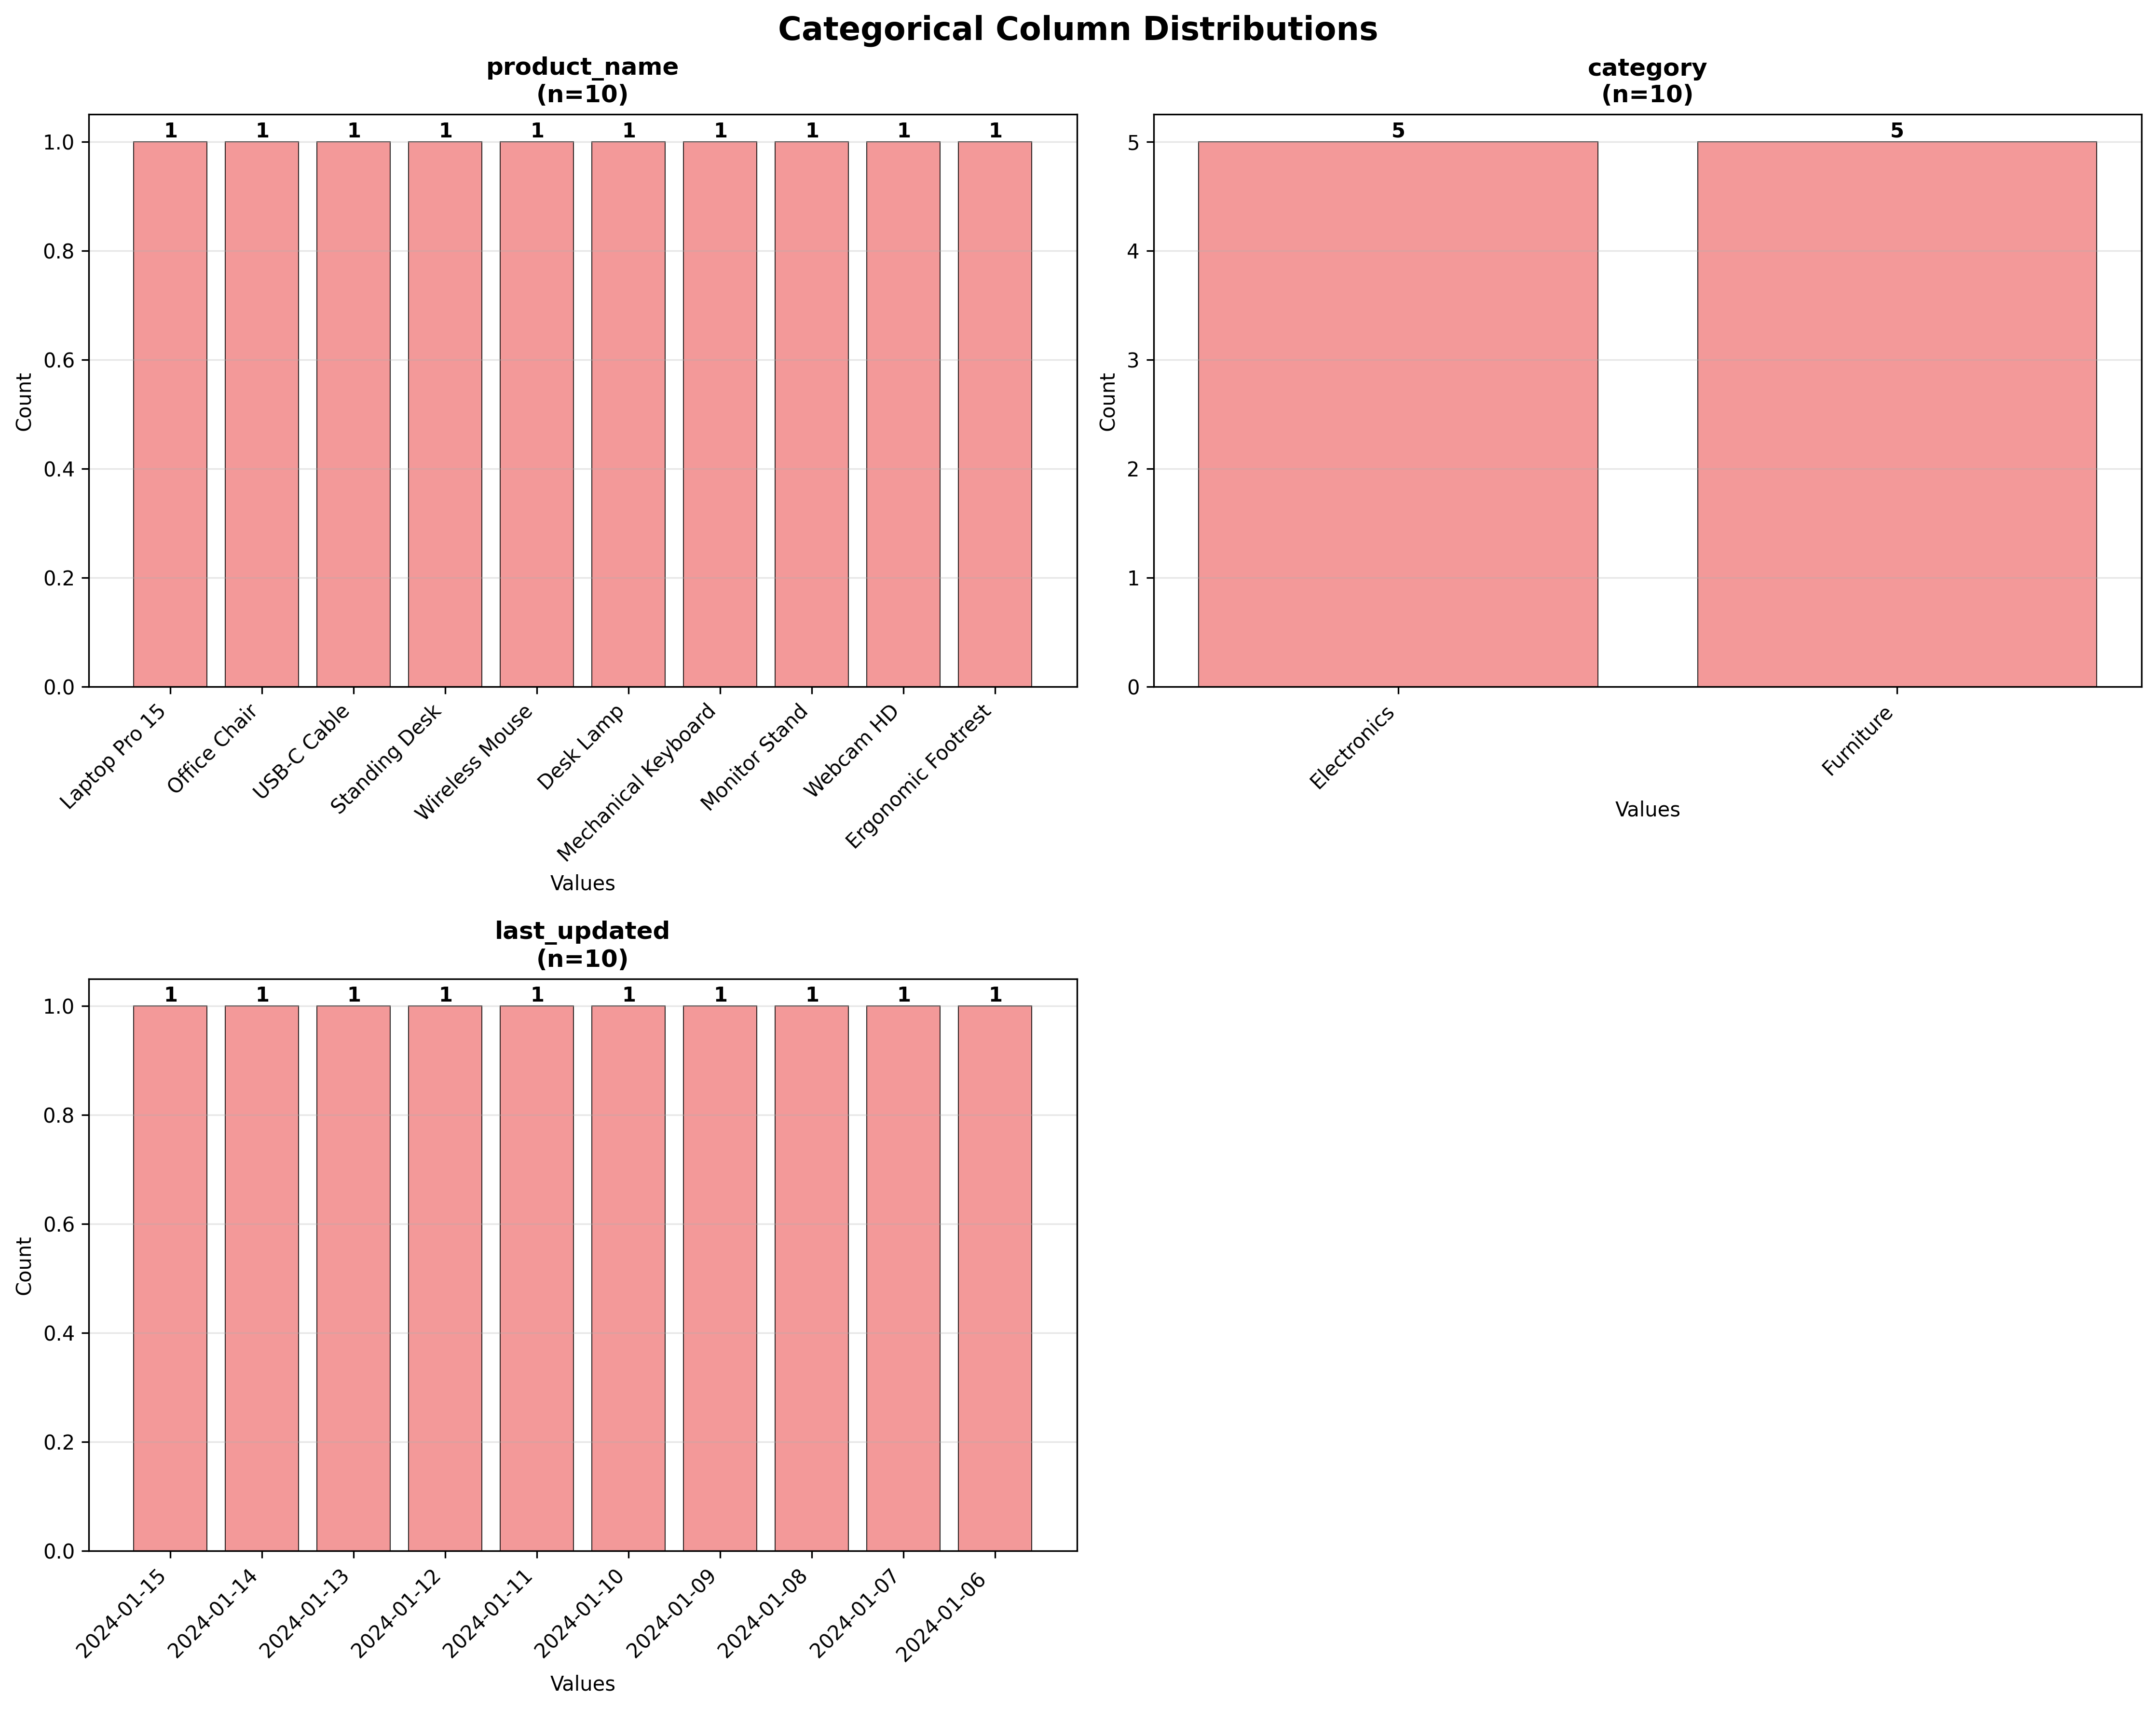 Categorical Column Distributions
product_name
(n=10)
1 1 1 1 1 1 1 1 1 1
1.0
0.8
0.6
0.4
0.2
0.0
Count
Laptop Pro 15
Office Chair
USB-C Cable
Standing Desk
Wireless Mouse
Desk Lamp
Mechanical Keyboard
Monitor Stand
Webcam HD
Ergonomic Footrest
Values
category
(n=10)
5 5
5
4
3
2
1
0
Count
Electronics
Furniture
Values
last_updated
(n=10)
1 1 1 1 1 1 1 1 1 1
1.0
0.8
0.6
0.4
0.2
0.0
Count
2024-01-15
2024-01-14
2024-01-13
2024-01-12
2024-01-11
2024-01-10
2024-01-09
2024-01-08
2024-01-07
2024-01-06
Values